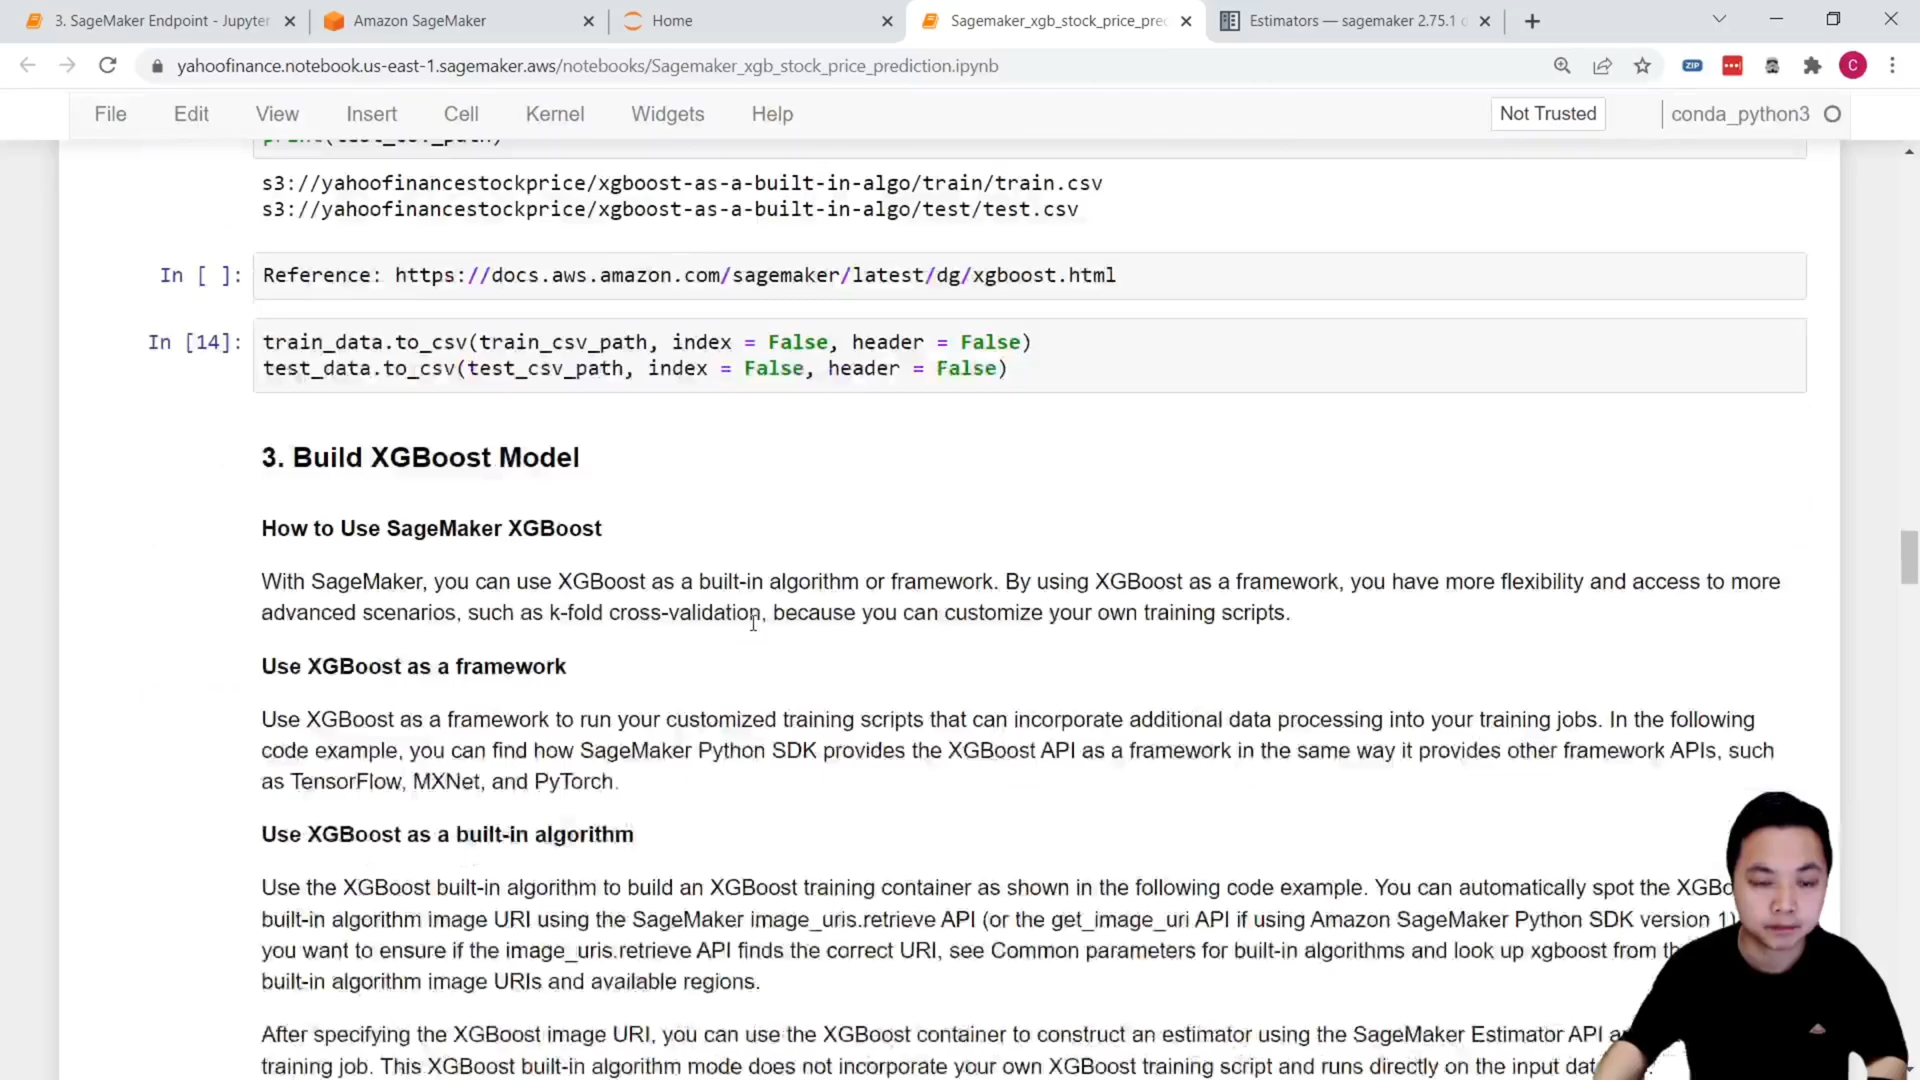 3. SageMaker Endpoint - Jupyter
Amazon SageMaker
Home
Sagemaker_xgb_stock_price_pred
Estimators — sagemaker 2.75.1
yahoofinance.notebook.us-east-1.sagemaker.aws/notebooks/Sagemaker_xgb_stock_price_prediction.ipynb
ZIP
C
File Edit View Insert Cell Kernel Widgets Help
Not Trusted
conda_python3
print(test_csv_path)
s3://yahoofinancestockprice/xgboost-as-a-built-in-algo/train/train.csv
s3://yahoofinancestockprice/xgboost-as-a-built-in-algo/test/test.csv
In [ ]: Reference: https://docs.aws.amazon.com/sagemaker/latest/dg/xgboost.html
In [14]: train_data.to_csv(train_csv_path, index = False, header = False)
test_data.to_csv(test_csv_path, index = False, header = False)
3. Build XGBoost Model
How to Use SageMaker XGBoost
With SageMaker, you can use XGBoost as a built-in algorithm or framework. By using XGBoost as a framework, you have more flexibility and access to more
advanced scenarios, such as k-fold cross-validation, because you can customize your own training scripts.
Use XGBoost as a framework
Use XGBoost as a framework to run your customized training scripts that can incorporate additional data processing into your training jobs. In the following
code example, you can find how SageMaker Python SDK provides the XGBoost API as a framework in the same way it provides other framework APIs, such
as TensorFlow, MXNet, and PyTorch.
Use XGBoost as a built-in algorithm
Use the XGBoost built-in algorithm to build an XGBoost training container as shown in the following code example. You can automatically spot the XGBo
built-in algorithm image URI using the SageMaker image_uris.retrieve API (or the get_image_uri API if using Amazon SageMaker Python SDK version 1)
you want to ensure if the image_uris.retrieve API finds the correct URI, see Common parameters for built-in algorithms and look up xgboost from th
built-in algorithm image URIs and available regions.
After specifying the XGBoost image URI, you can use the XGBoost container to construct an estimator using the SageMaker Estimator API a
training job. This XGBoost built-in algorithm mode does not incorporate your own XGBoost training script and runs directly on the input dat